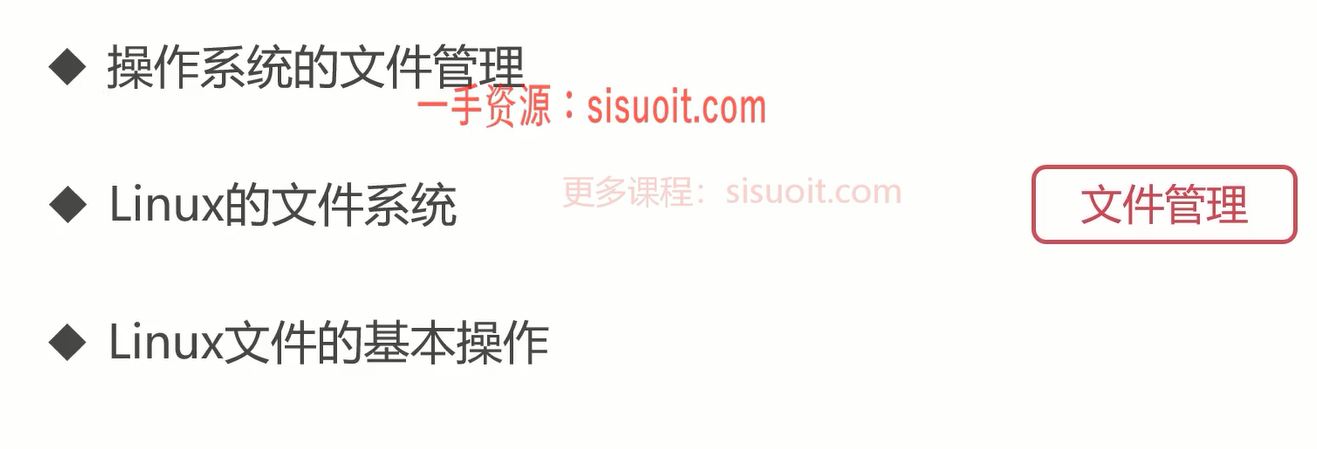 操作系统的文件管理
一手资源：sisuoit.com
Linux的文件系统
更多课程：sisuoit.com
文件管理
Linux文件的基本操作